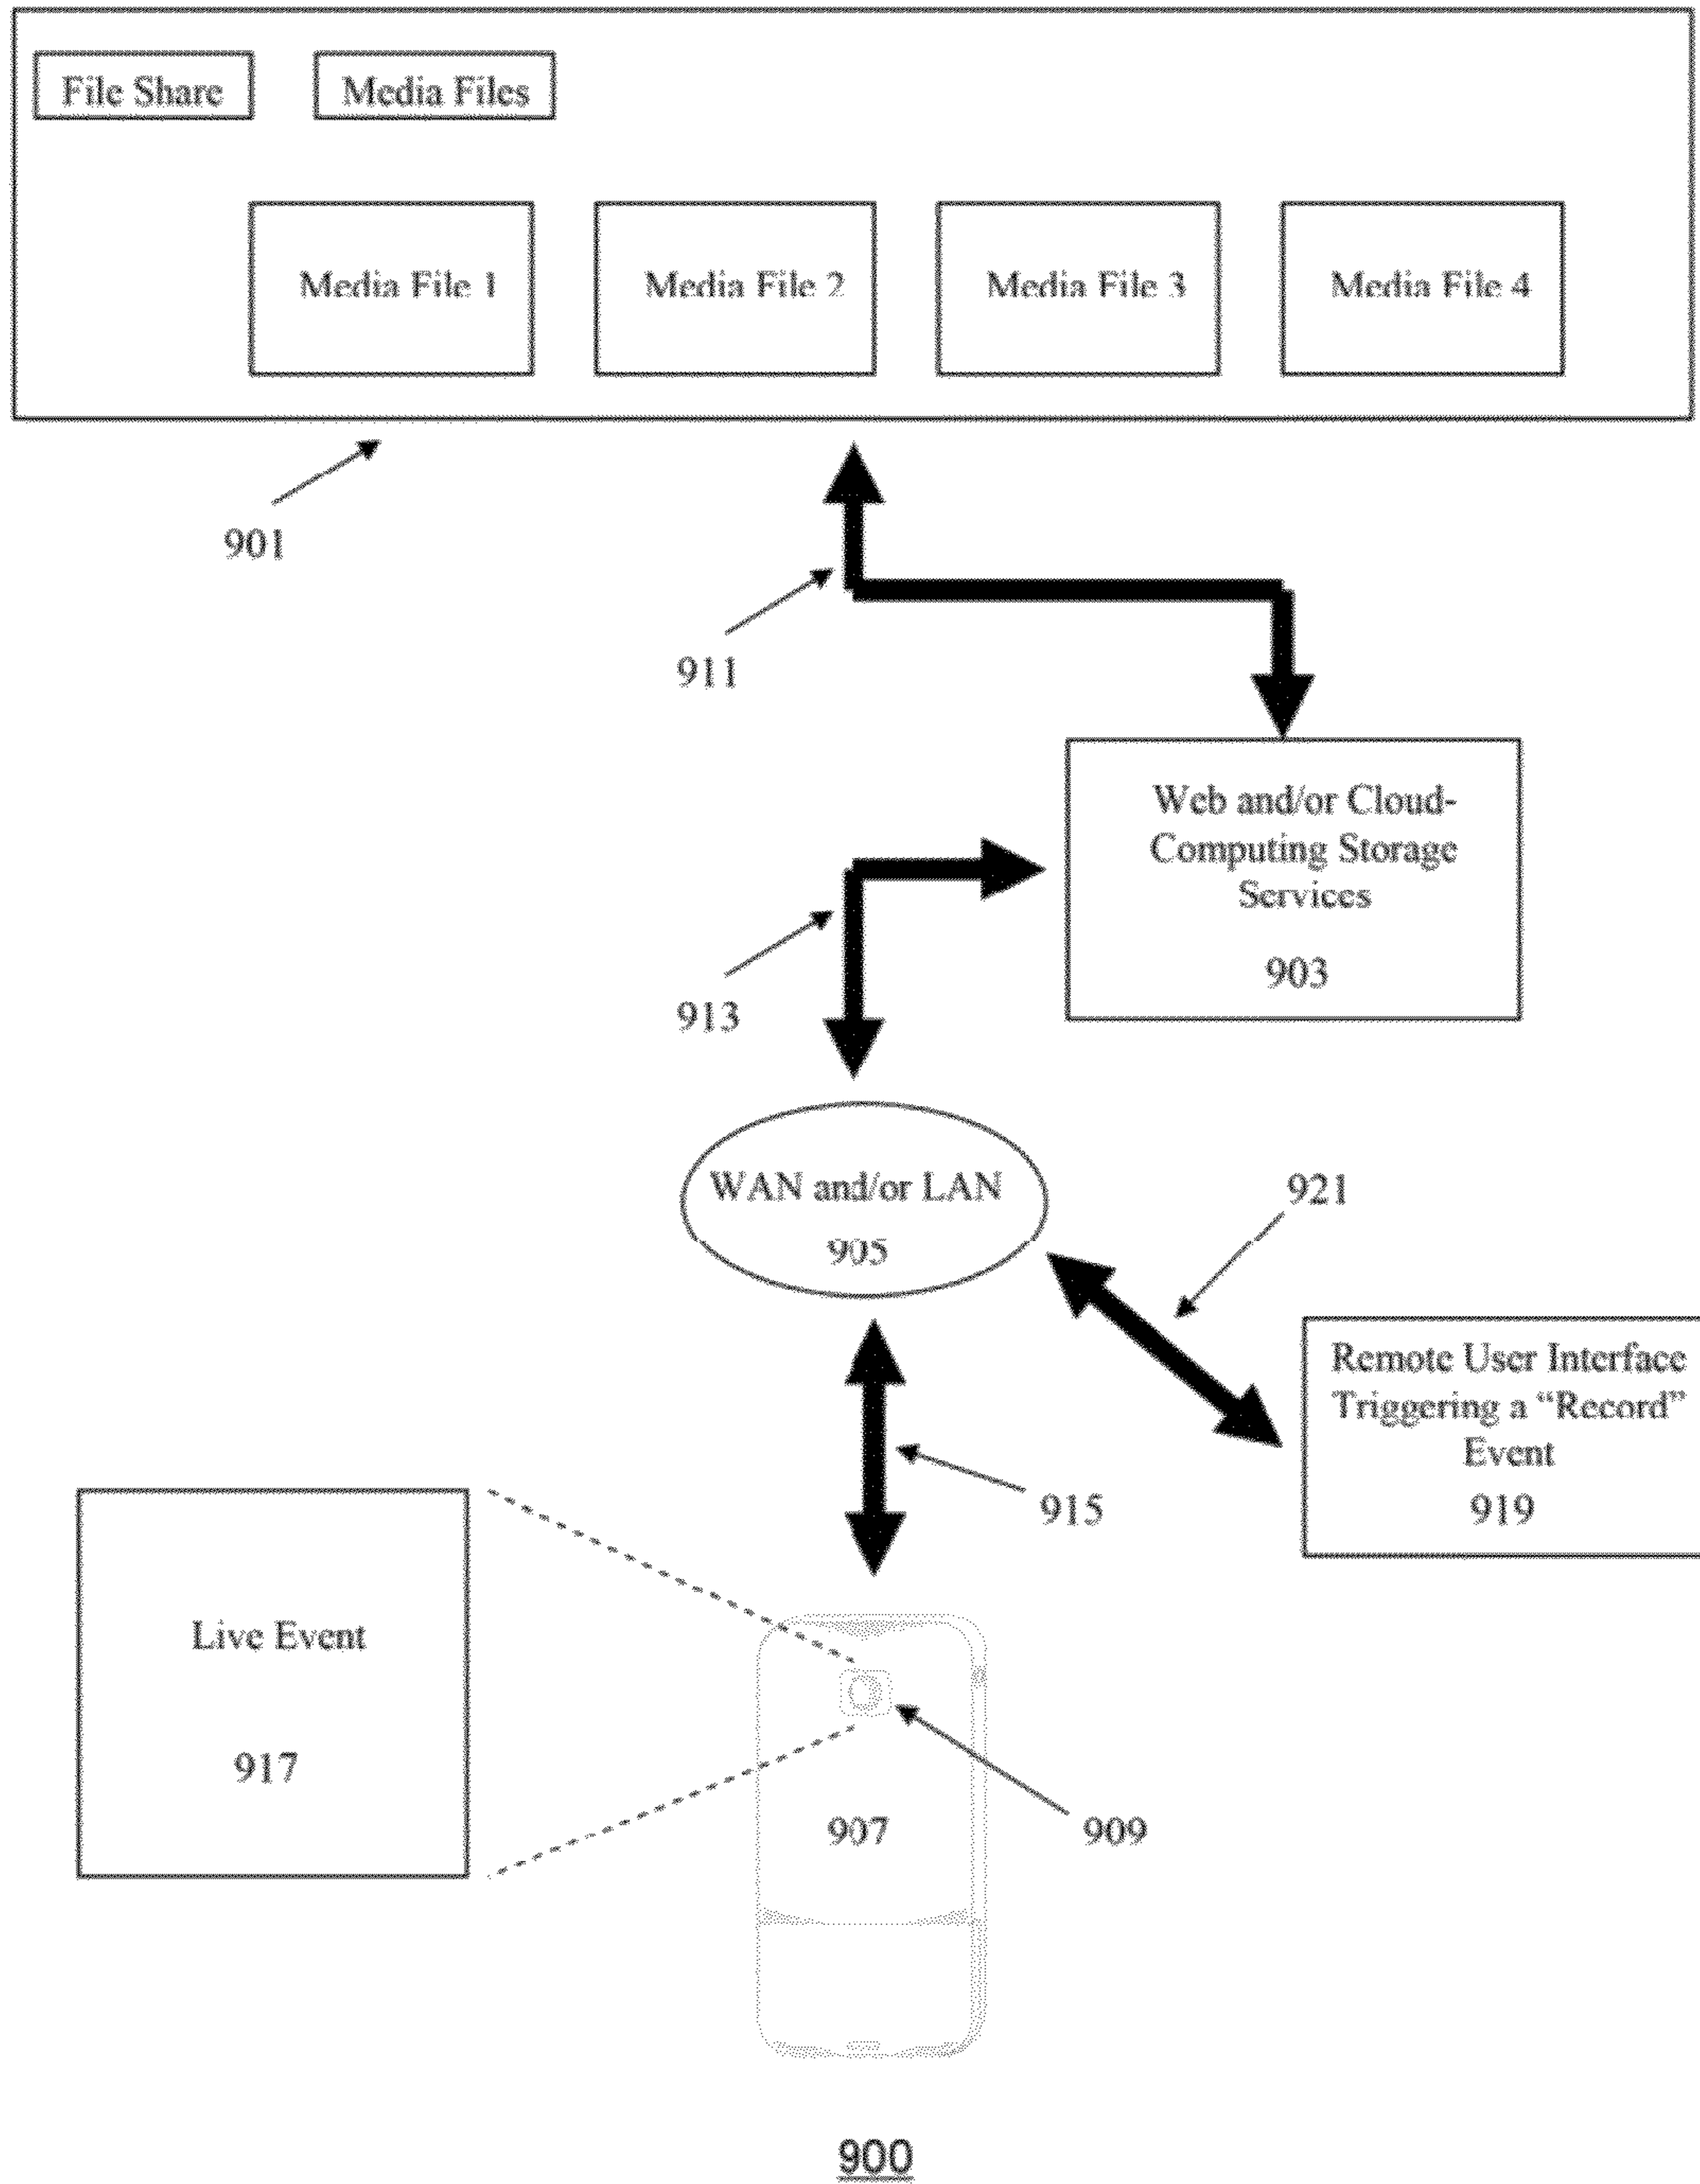 File Share
Media Files
Media File 1
Media File 2
Media File 3
Media File 4
901
911
Web and/or Cloud-
Computing Storage
Services
903
913
WAN and/or LAN
905
921
Remote User Interface
Triggering a “Record”
Event
919
915
Live Event
917
907
909
900